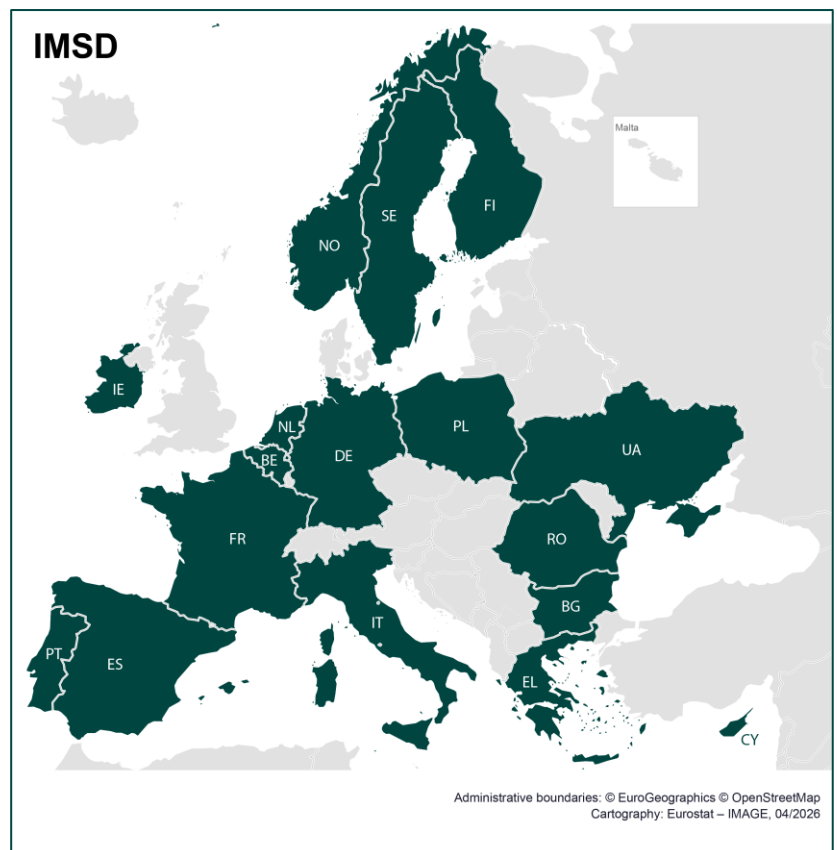 IMSD
Malta
FI
SE
NO
IE
NL
PL
BE
DE
UA
FR
RO
BG
IT
PT
ES
EL
CY
Administrative boundaries: © EuroGeographics © OpenStreetMap
Cartography: Eurostat – IMAGE, 04/2026